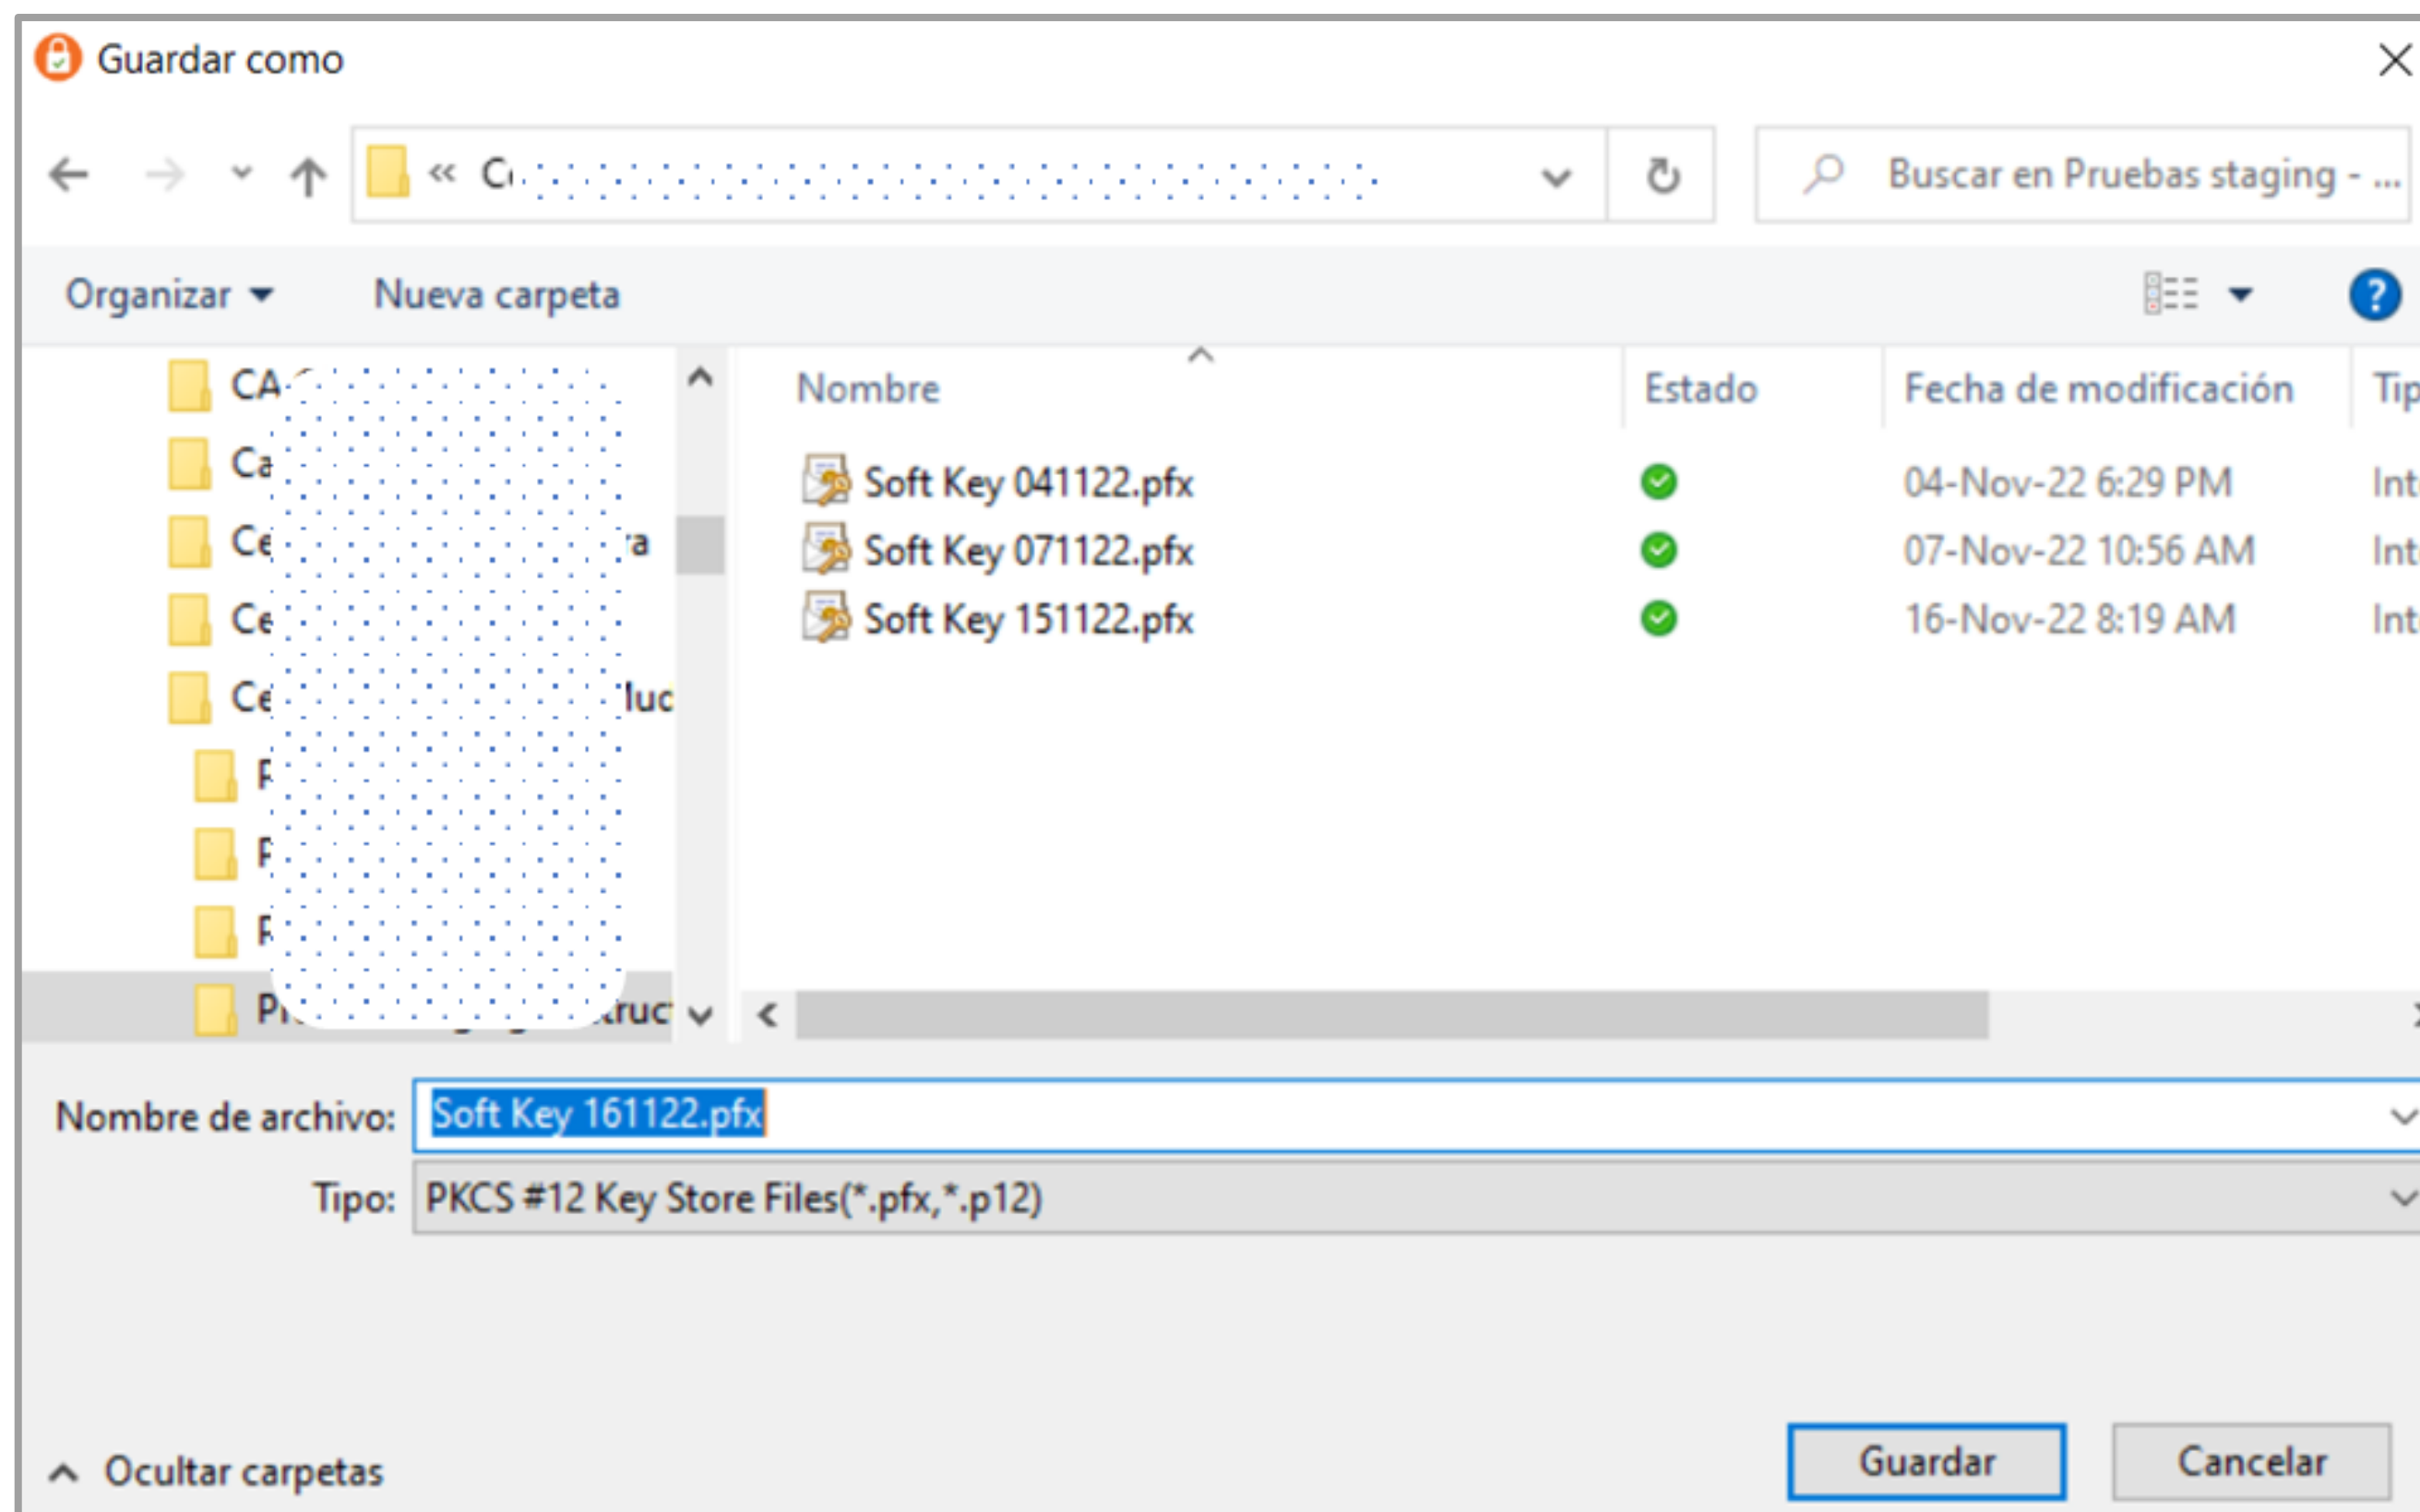 Guardar como
Buscar en Pruebas staging - ...
Organizar Nueva carpeta
Nombre Estado Fecha de modificación
Soft Key 041122.pfx 04-Nov-22 6:29 PM
Soft Key 071122.pfx 07-Nov-22 10:56 AM
Soft Key 151122.pfx 16-Nov-22 8:19 AM
Nombre de archivo: Soft Key 161122.pfx
Tipo: PKCS #12 Key Store Files(*.pfx,*.p12)
Ocultar carpetas Guardar Cancelar